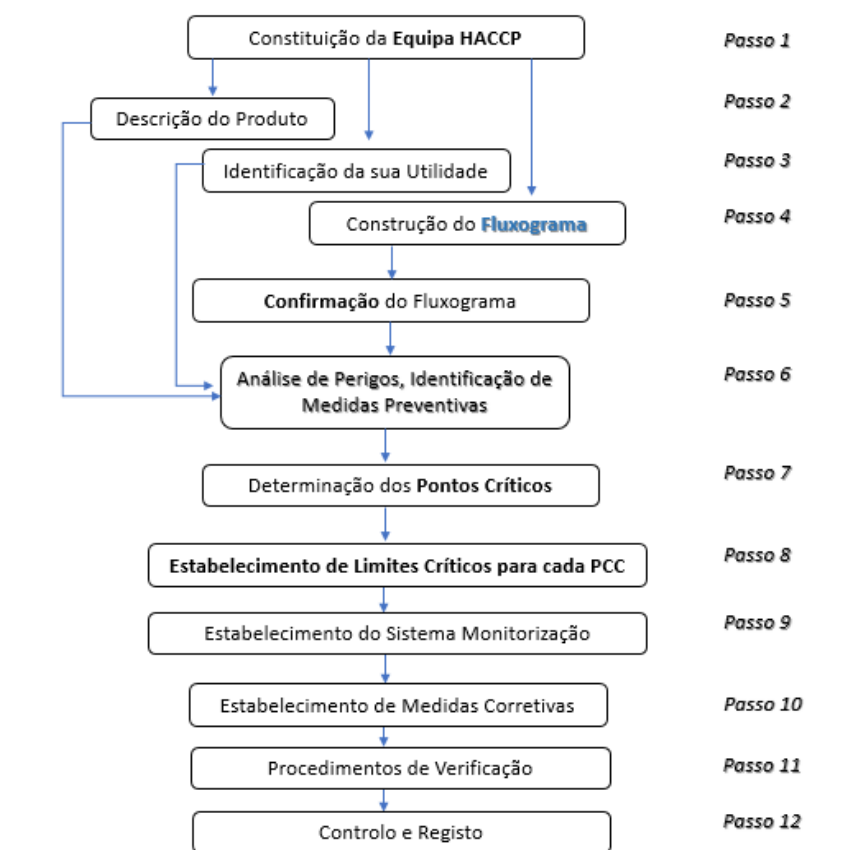 Constituição da Equipa HACCP
Passo 1
Descrição do Produto
Passo 2
Identificação da sua Utilidade
Passo 3
Construção do Fluxograma
Passo 4
Confirmação do Fluxograma
Passo 5
Análise de Perigos, Identificação de
Medidas Preventivas
Passo 6
Determinação dos Pontos Críticos
Passo 7
Estabelecimento de Limites Críticos para cada PCC
Passo 8
Estabelecimento do Sistema Monitorização
Passo 9
Estabelecimento de Medidas Corretivas
Passo 10
Procedimentos de Verificação
Passo 11
Controlo e Registo
Passo 12